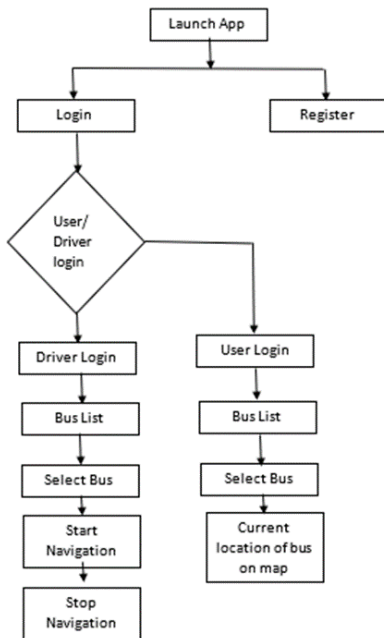 Launch App
Login
Register
User/
Driver
login
Driver Login
User Login
Bus List
Bus List
Select Bus
Select Bus
Start
Navigation
Current
location of bus
on map
Stop
Navigation